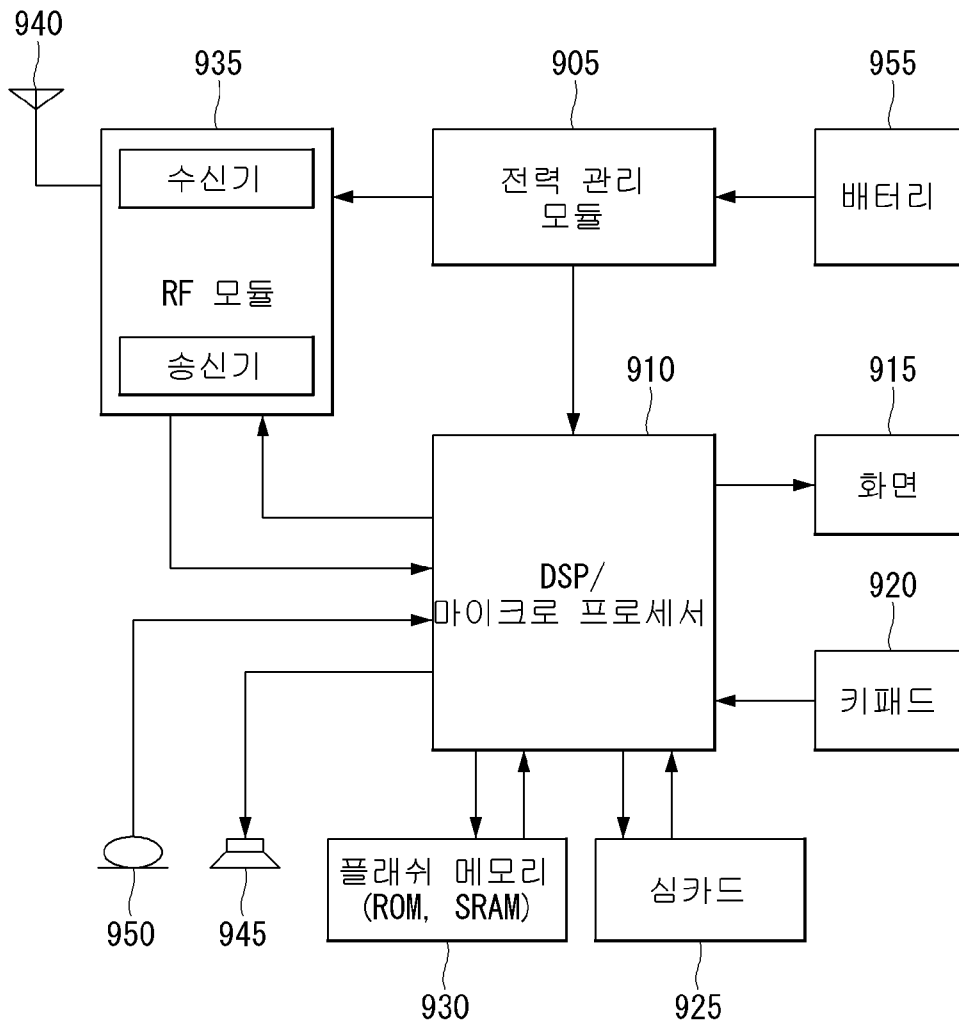 940
935
905
955
수신기
RF 모듈
송신기
전력 관리
모듈
배터리
910
915
화면
DSP/
마이크로 프로세서
920
키패드
플래쉬 메모리
(ROM, SRAM)
심카드
950
945
930
925